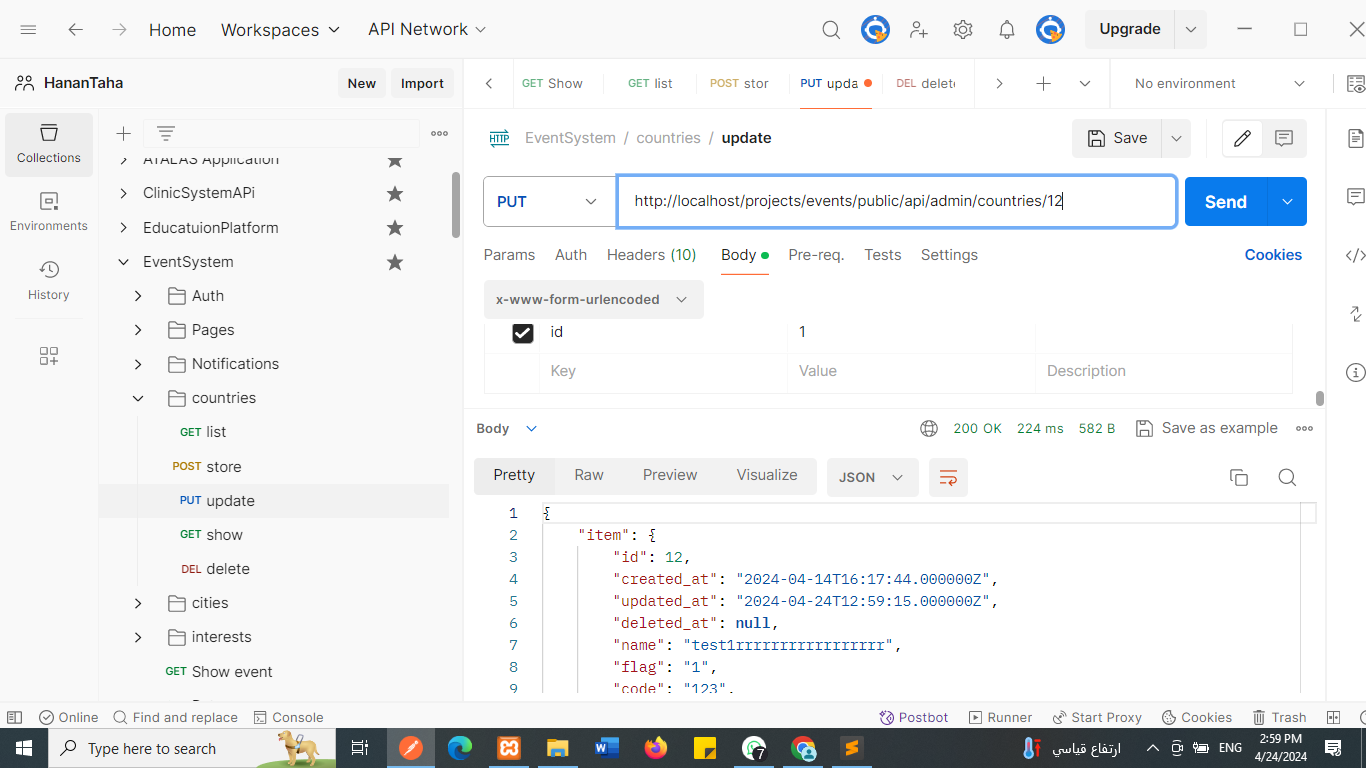 Home Workspaces API Network Upgrade
HananTaha New Import
GET Show GET list POST stor PUT upda DEL delete No environment
Collections
Environments
History
ATALAS Application
ClinicSystemAPi
EducatuionPlatform
EventSystem
Auth
Pages
Notifications
countries
GET list
POST store
PUT update
GET show
DEL delete
cities
interests
GET Show event
HTTP EventSystem / countries / update Save
PUT http://localhost/projects/events/public/api/admin/countries/12 Send
Params Auth Headers (10) Body Pre-req. Tests Settings Cookies
x-www-form-urlencoded
id 1
Key Value Description
Body 200 OK 224 ms 582 B Save as example
Pretty Raw Preview Visualize JSON
1 {
2 "item": {
3 "id": 12,
4 "created_at": "2024-04-14T16:17:44.000000Z",
5 "updated_at": "2024-04-24T12:59:15.000000Z",
6 "deleted_at": null,
7 "name": "test1rrrrrrrrrrrrrrrrr",
8 "flag": "1",
9 "code": "123",
Online Find and replace Console Postbot Runner Start Proxy Cookies Trash
Type here to search ارتفاع قياسي ENG 2:59 PM
4/24/2024